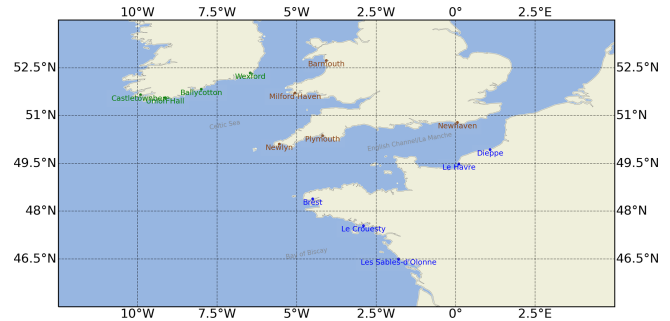 10°W 7.5°W 5°W 2.5°W 0° 2.5°E
52.5°N 52.5°N
Barmouth
Wexford
Ballycotton
Milford Haven
Union Hall
51°N 51°N
Celtic Sea
Newhaven
Plymouth
English Channel/La Manche
Newlyn
Dieppe
49.5°N 49.5°N
Le Havre
Brest
48°N 48°N
Le Crouesty
Bay of Biscay
46.5°N 46.5°N
Les Sables-d'Olonne
10°W 7.5°W 5°W 2.5°W 0° 2.5°E